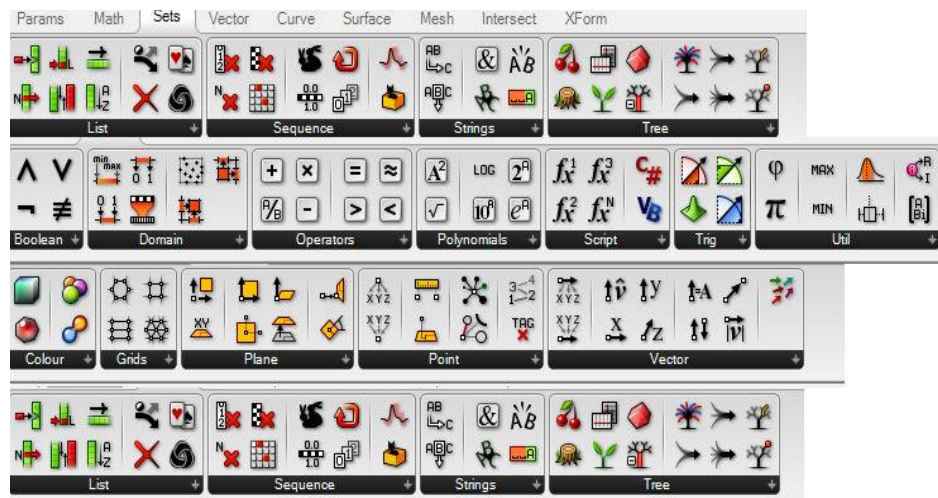 Params Math Sets Vector Curve Surface Mesh Intersect XForm
List Sequence Strings Tree
Boolean Domain Operators Polynomials Script Trig Util
Colour Grids Plane Point Vector
List Sequence Strings Tree